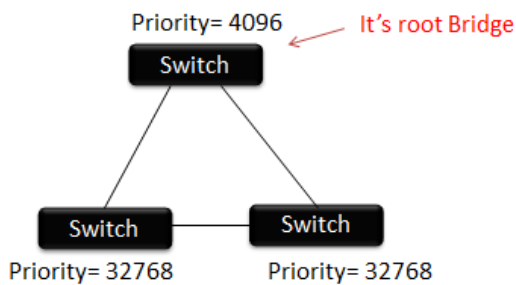 Priority= 4096
It's root Bridge
Switch
Switch
Switch
Priority= 32768
Priority= 32768